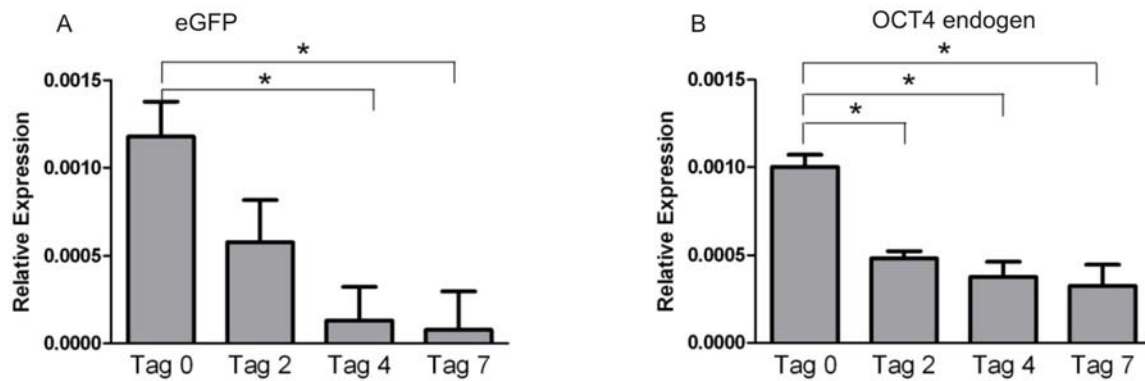 A
eGFP
*
*
0.0015
0.0010
0.0005
0.0000
Relative Expression
Tag 0 Tag 2 Tag 4 Tag 7
B
OCT4 endogen
*
*
*
0.0015
0.0010
0.0005
0.0000
Relative Expression
Tag 0 Tag 2 Tag 4 Tag 7